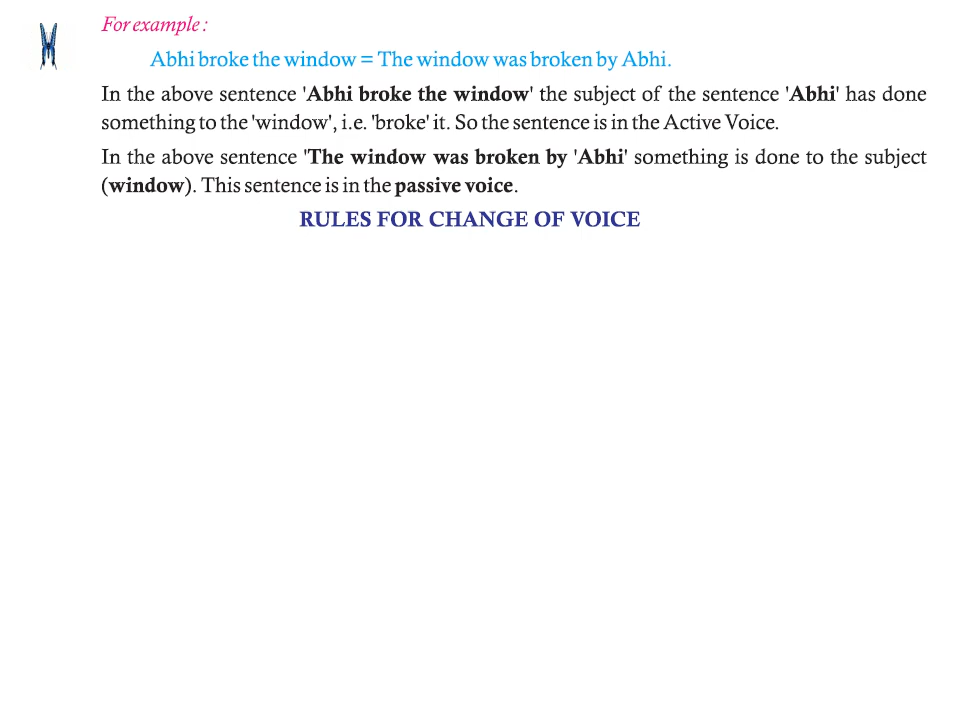 For example :
Abhi broke the window = The window was broken by Abhi.
In the above sentence 'Abhi broke the window' the subject of the sentence 'Abhi' has done
something to the 'window', i.e. 'broke' it. So the sentence is in the Active Voice.
In the above sentence 'The window was broken by 'Abhi' something is done to the subject
(window). This sentence is in the passive voice.
RULES FOR CHANGE OF VOICE